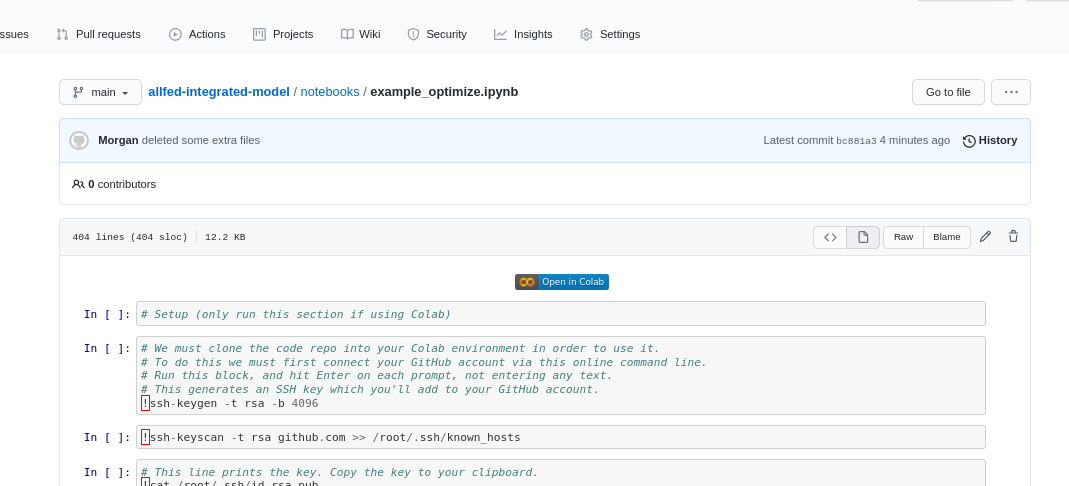 ssues Pull requests Actions Projects Wiki Security Insights Settings
main allfed-integrated-model / notebooks / example_optimize.ipynb Go to file ...
Morgan deleted some extra files Latest commit bc881a3 4 minutes ago History
0 contributors
404 lines (404 sloc) 12.2 KB <> Raw Blame
Open in Colab
In [ ]: # Setup (only run this section if using Colab)
In [ ]: # We must clone the code repo into your Colab environment in order to use it.
# To do this we must first connect your GitHub account via this online command line.
# Run this block, and hit Enter on each prompt, not entering any text.
# This generates an SSH key which you'll add to your GitHub account.
!ssh-keygen -t rsa -b 4096
In [ ]: !ssh-keyscan -t rsa github.com >> /root/.ssh/known_hosts
In [ ]: # This line prints the key. Copy the key to your clipboard.
!cat /root/.ssh/id_rsa.pub